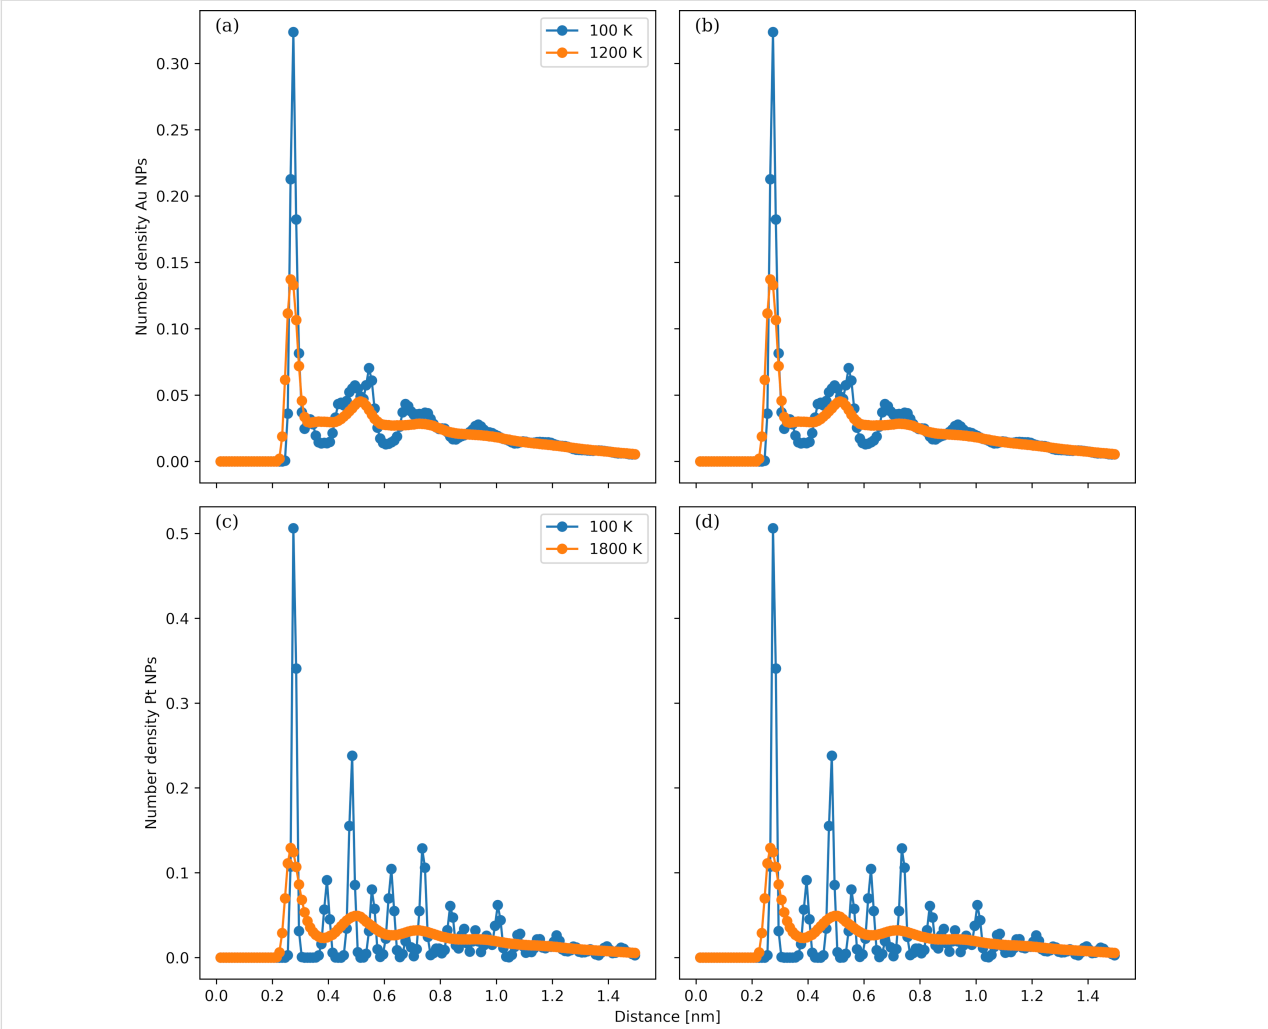 (a)
100 K
1200 K
(b)
Number density Au NPs
0.30
0.25
0.20
0.15
0.10
0.05
0.00
(c)
100 K
1800 K
(d)
Number density Pt NPs
0.5
0.4
0.3
0.2
0.1
0.0
0.0 0.2 0.4 0.6 0.8 1.0 1.2 1.4
0.0 0.2 0.4 0.6 0.8 1.0 1.2 1.4
Distance [nm]